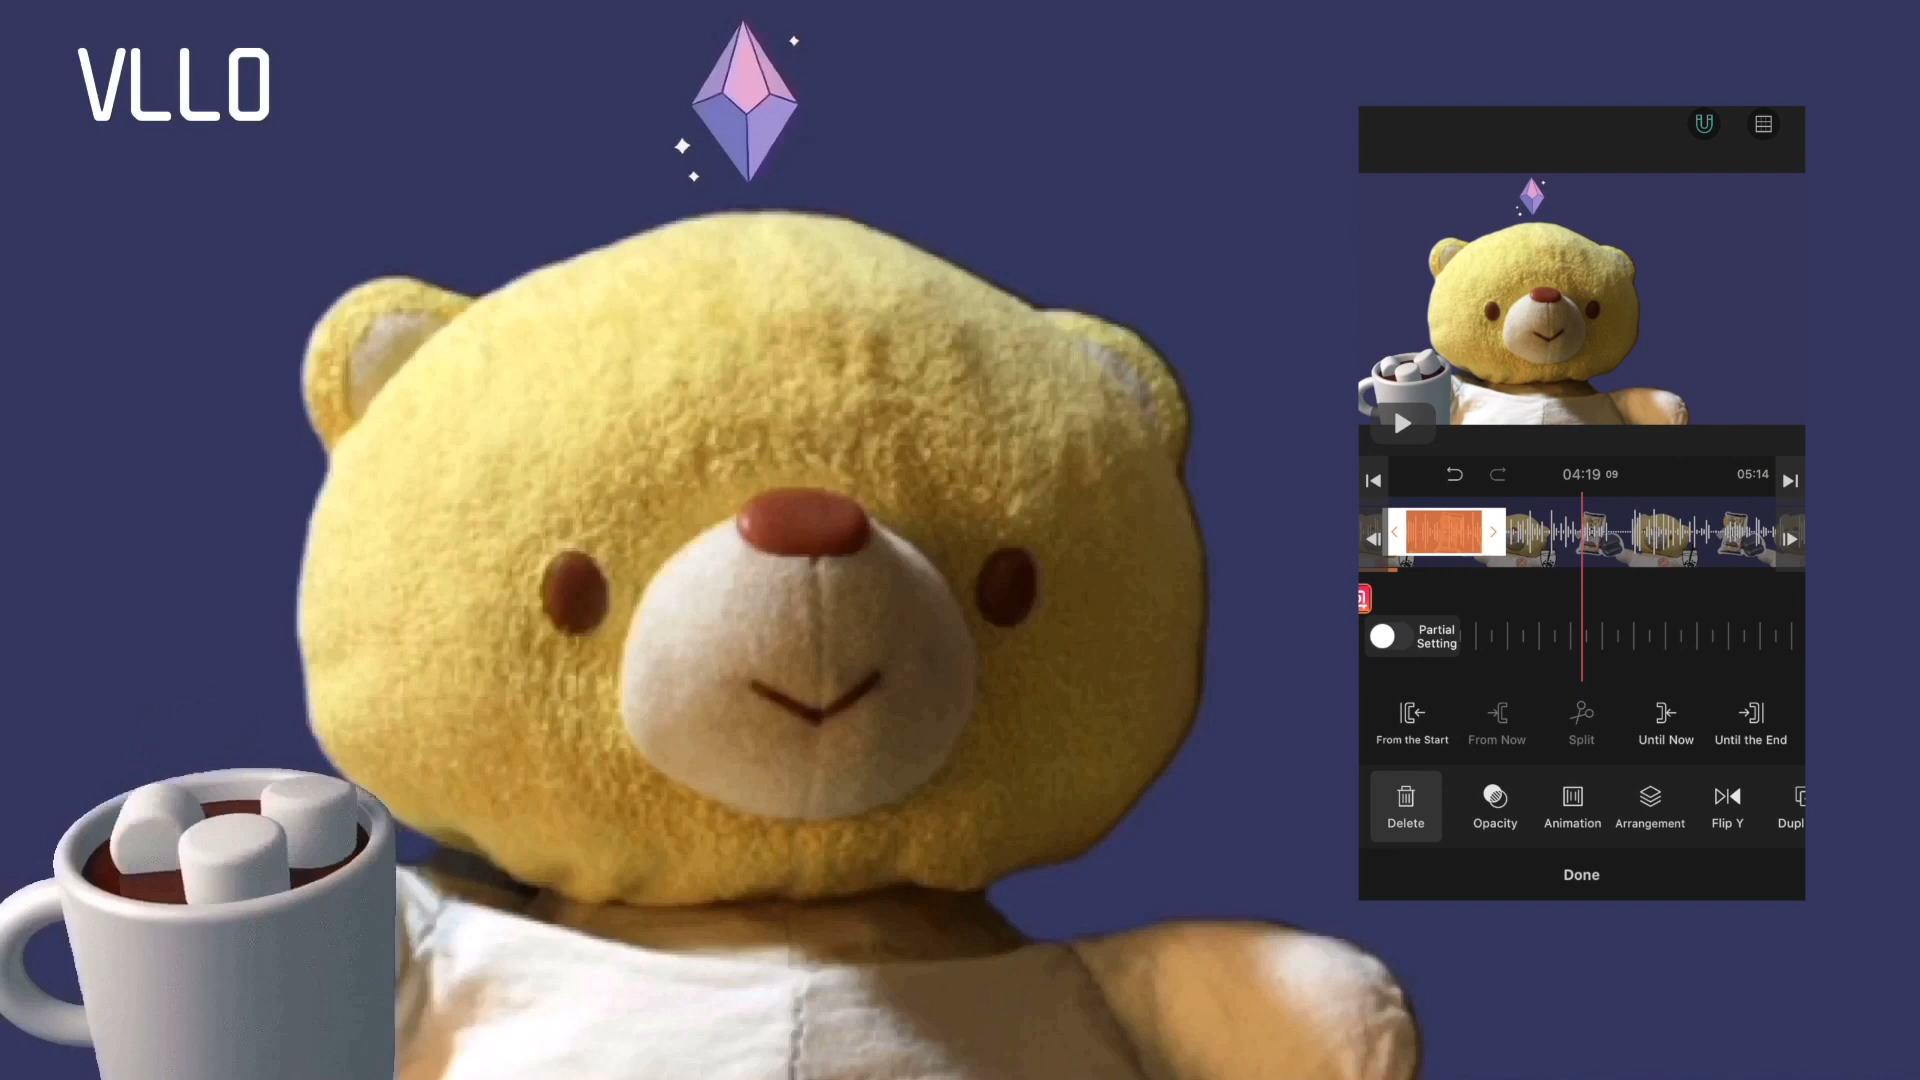 VLLO
04:19 09
05:14
Partial
Setting
From the Start
From Now
Split
Until Now
Until the End
Delete
Opacity
Animation
Arrangement
Flip Y
Dupl
Done